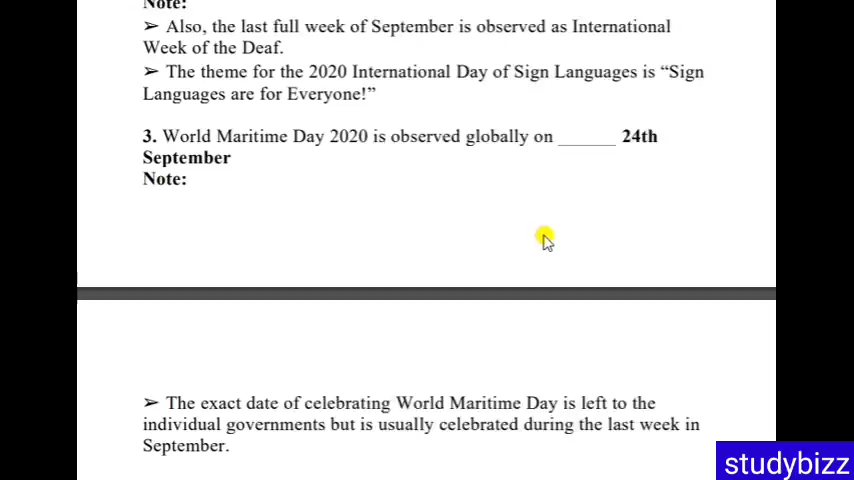 Note:
➢ Also, the last full week of September is observed as International
Week of the Deaf.
➢ The theme for the 2020 International Day of Sign Languages is “Sign
Languages are for Everyone!”
3. World Maritime Day 2020 is observed globally on ______ 24th
September
Note:
➢ The exact date of celebrating World Maritime Day is left to the
individual governments but is usually celebrated during the last week in
September.
studybizz